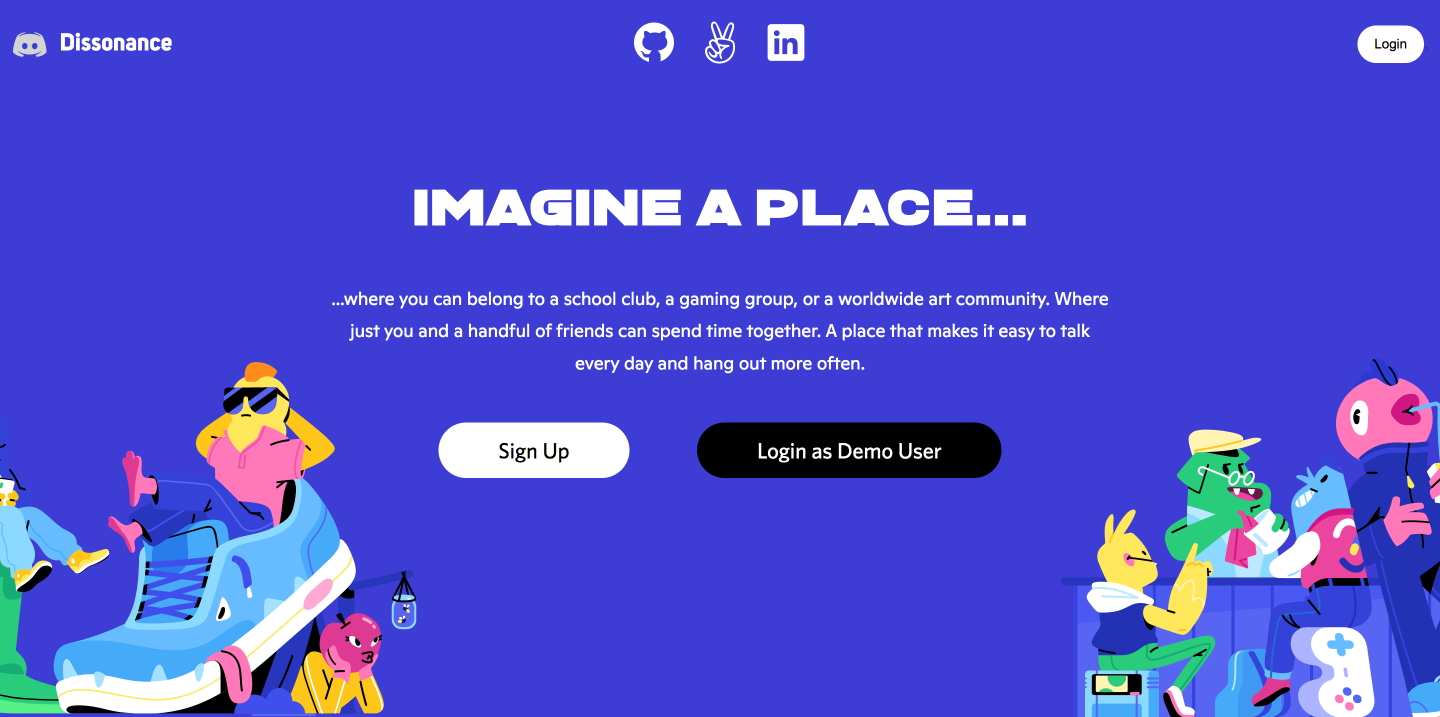 Dissonance
in
Login
IMAGINE A PLACE...
...where you can belong to a school club, a gaming group, or a worldwide art community. Where
just you and a handful of friends can spend time together. A place that makes it easy to talk
every day and hang out more often.
Sign Up
Login as Demo User